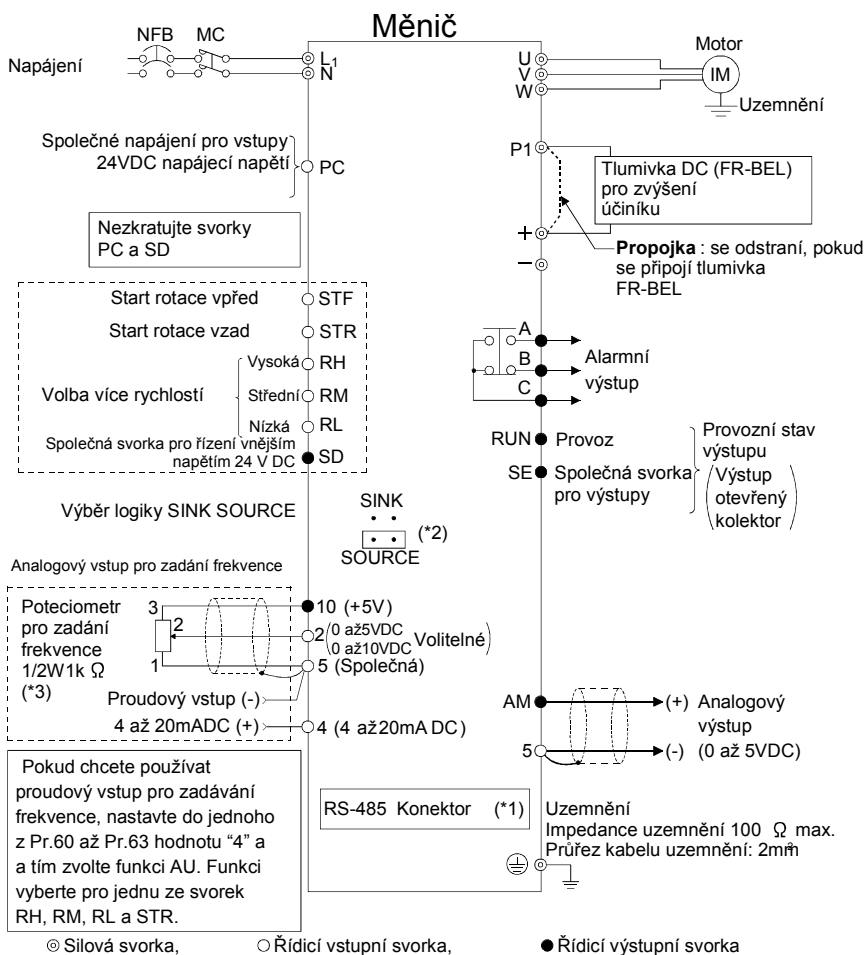 Měnič
NFB MC
Napájení
L1
N
U
V
W
Motor
IM
Uzemnění
Společné napájení pro vstupy
24VDC napájecí napětí
PC
Nezkratujte svorky
PC a SD
P1
Tlumivka DC (FR-BEL)
pro zvýšení
účiníku
+
Propojka : se odstraní, pokud
se připojí tlumivka
FR-BEL
−
Start rotace vpřed STF
Start rotace vzad STR
Volba více rychlostí
Vysoká RH
Střední RM
Nízká RL
Společná svorka pro řízení vnějším
napětím 24 V DC
SD
A
B
C
Alarmní
výstup
RUN Provoz
SE Společná svorka
pro výstupy
Provozní stav
výstupu
(Výstup
otevřený
kolektor)
Výběr logiky SINK SOURCE
SINK
(*2)
SOURCE
Analogový vstup pro zadání frekvence
Poteciometr
pro zadání
frekvence
1/2W1k Ω
(*3)
3
2
1
10 (+5V)
2
(0 až5VDC
0 až10VDC) Volitelné
5 (Společná)
Proudový vstup (-)
4 až 20mADC (+)
4 (4 až20mA DC)
AM
(+) Analogový
výstup
5
(-) (0 až 5VDC)
Pokud chcete používat
proudový vstup pro zadávání
frekvence, nastavte do jednoho
z Pr.60 až Pr.63 hodnotu “4” a
a tím zvolte funkci AU. Funkci
vyberte pro jednu ze svorek
RH, RM, RL a STR.
RS-485 Konektor (*1)
Uzemnění
Impedance uzemnění 100 Ω max.
Průřez kabelu uzemnění: 2mm²
Silová svorka, Řídicí vstupní svorka, Řídicí výstupní svorka